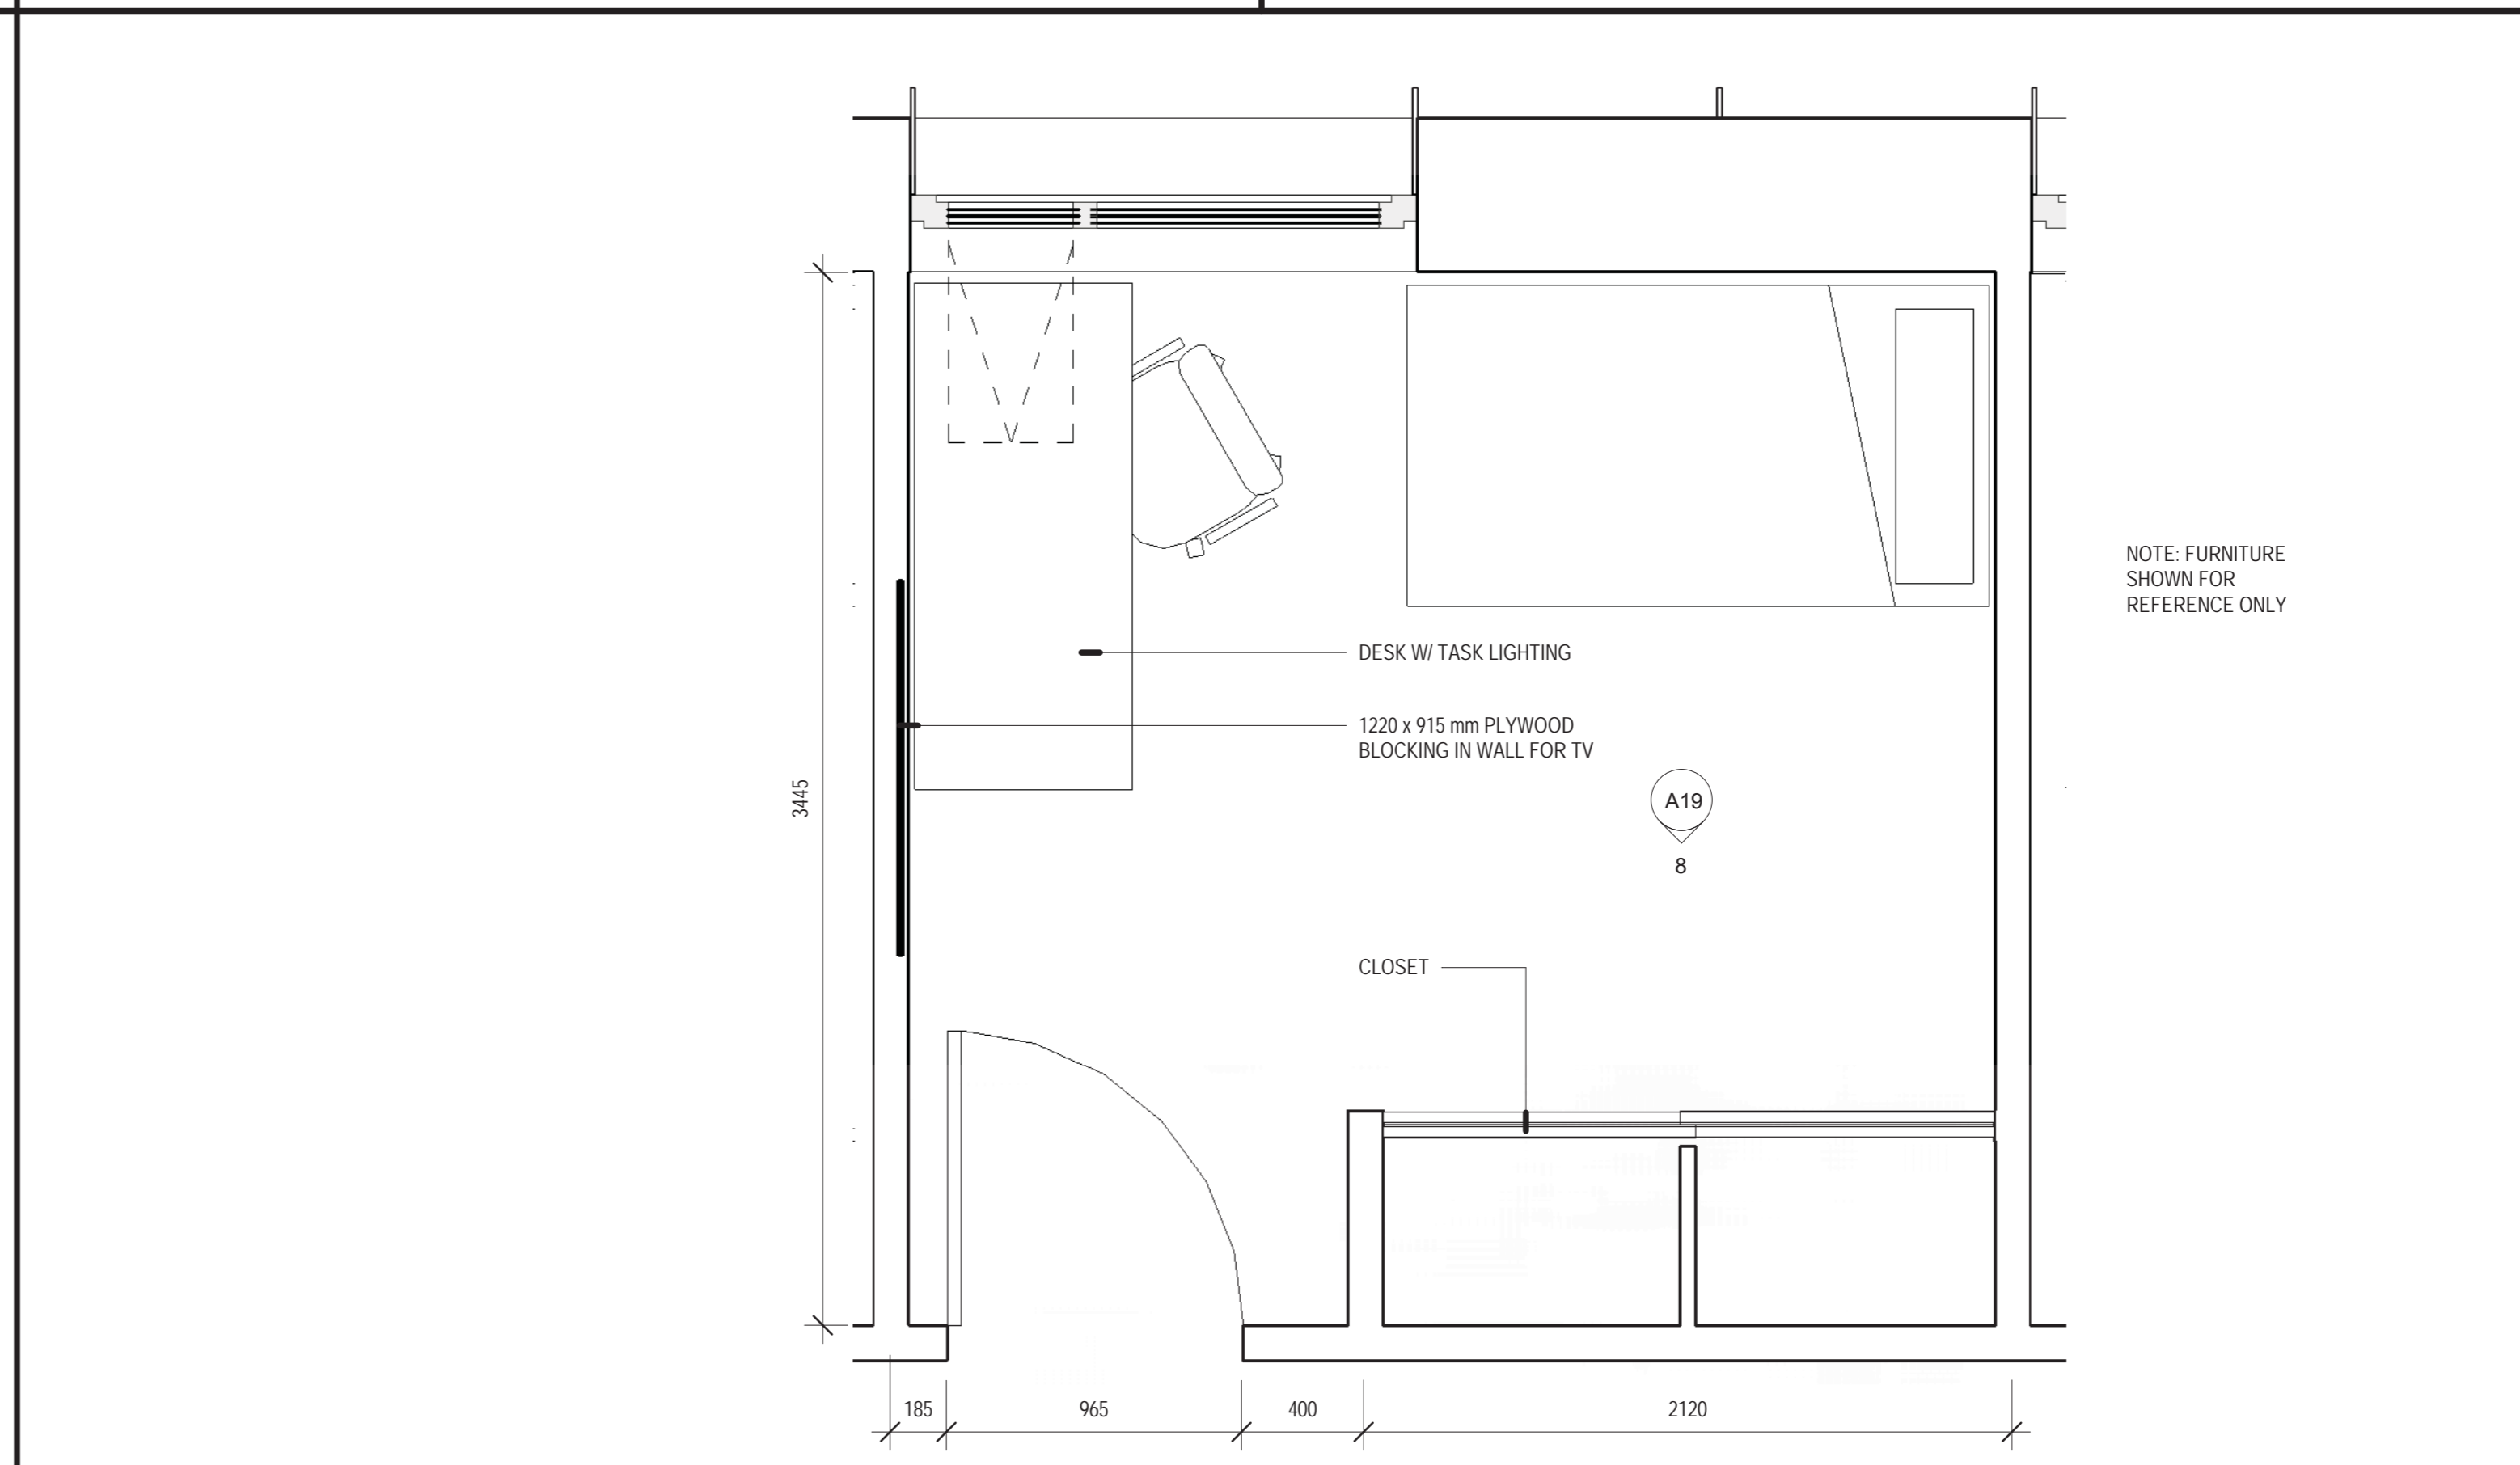 NOTE: FURNITURE
SHOWN FOR
REFERENCE ONLY
DESK W/ TASK LIGHTING
1220 x 915 mm PLYWOOD
BLOCKING IN WALL FOR TV
3445
A19
8
CLOSET
185
965
400
2120